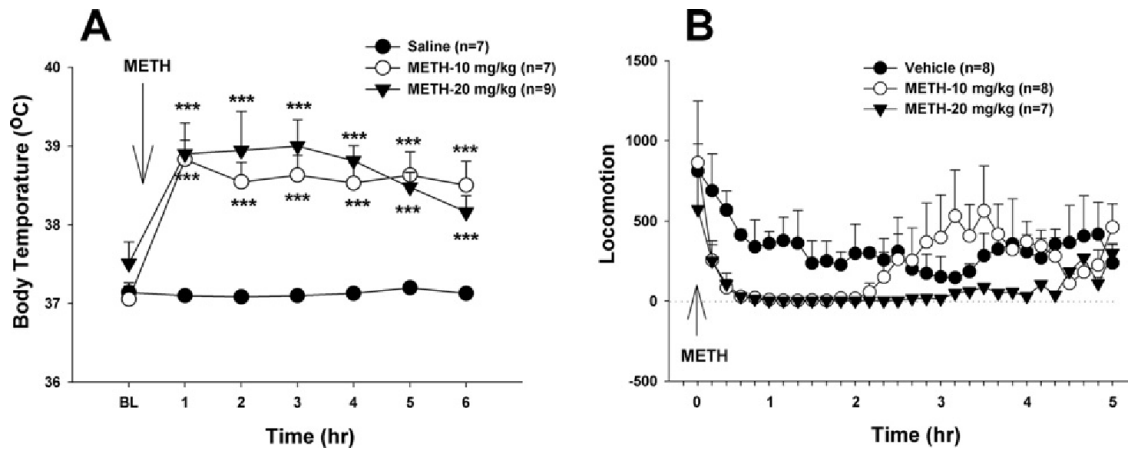 A
Saline (n=7)
METH-10 mg/kg (n=7)
METH-20 mg/kg (n=9)
METH
Body Temperature (ºC)
40
39
38
37
36
*** *** *** *** *** ***
*** *** *** *** *** ***
BL 1 2 3 4 5 6
Time (hr)
B
Vehicle (n=8)
METH-10 mg/kg (n=8)
METH-20 mg/kg (n=7)
Locomotion
1500
1000
500
0
-500
METH
0 1 2 3 4 5
Time (hr)